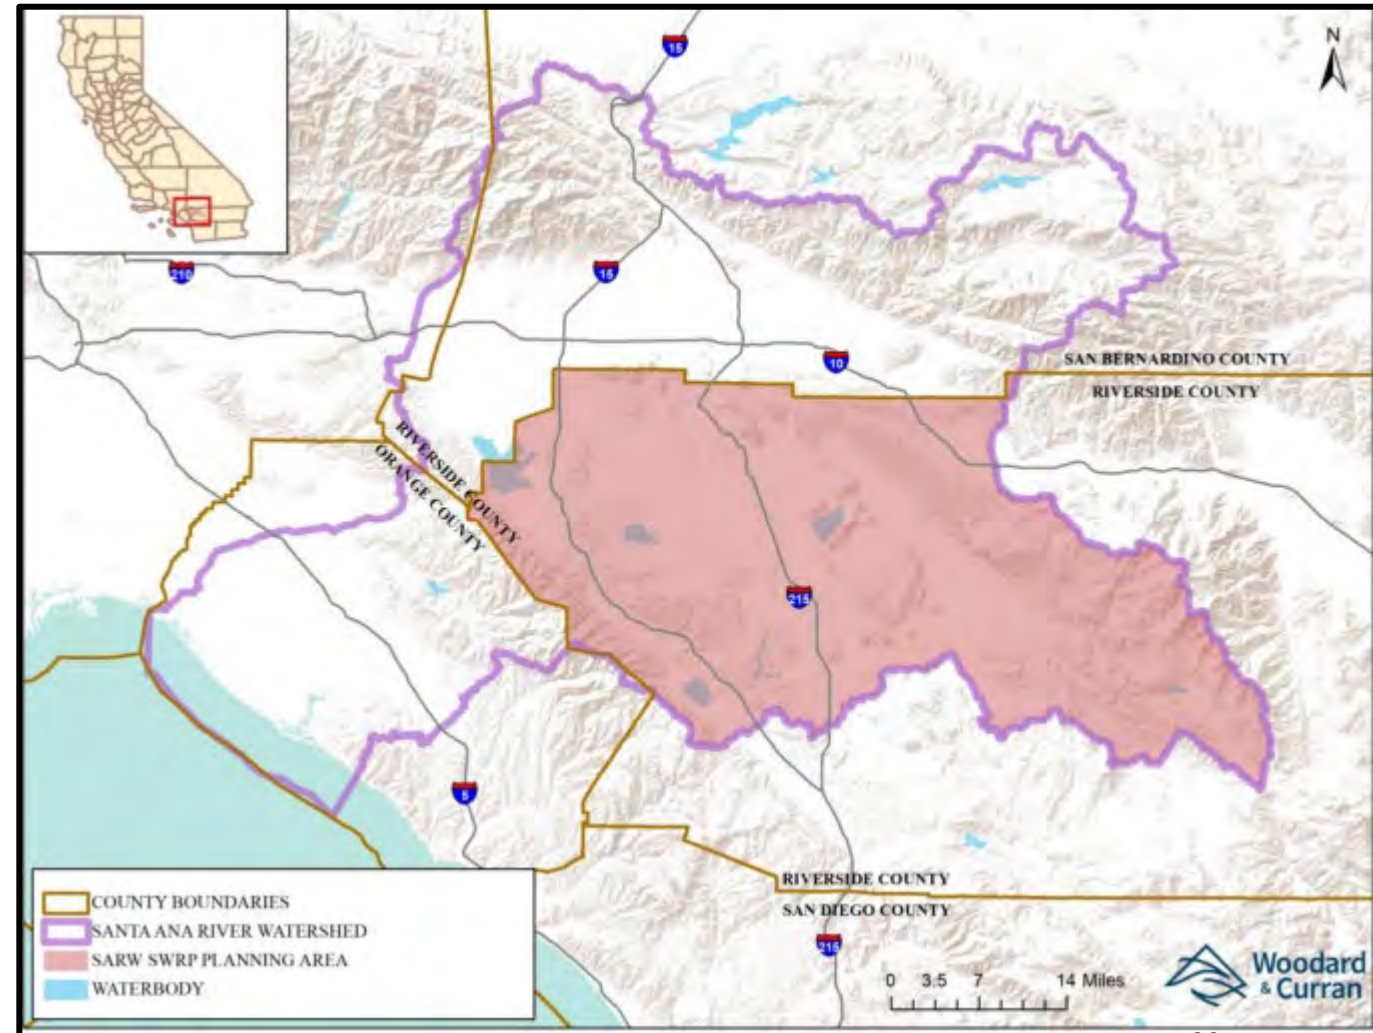 N
15
210
15
10
SAN BERNARDINO COUNTY
RIVERSIDE COUNTY
RIVERSIDE COUNTY
ORANGE COUNTY
215
5
RIVERSIDE COUNTY
SAN DIEGO COUNTY
215
COUNTY BOUNDARIES
SANTA ANA RIVER WATERSHED
SARW SWRP PLANNING AREA
WATERBODY
0 3.5 7 14 Miles
Woodard
& Curran